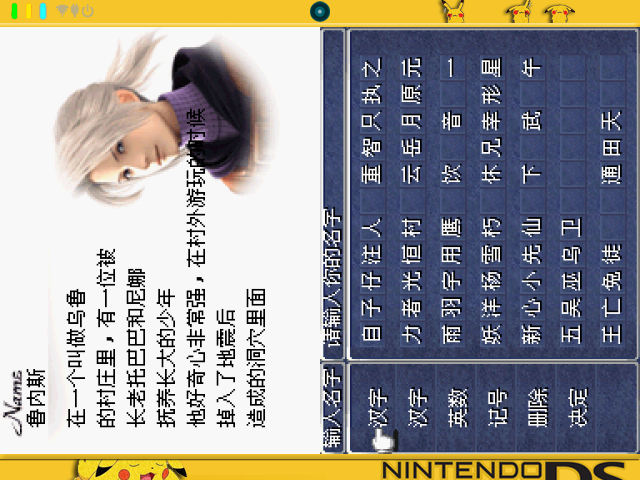 Name
鲁内斯
在一个叫做乌鲁
的村庄里，有一位被
长老托巴巴和尼娜
抚养长大的少年
他好奇心非常强，在村外游玩的时候
掉入了地震后
造成的洞穴里面
输入名字 请输入你的名字
汉字 自子仔注人 重智只执之
汉字 力者光恒村 云岳月原元
英数 雨羽宇用鹰 饮 音 一
记号 妖洋杨雪朽 休兄幸形星
删除 新心小先仙 下 武 午
决定 五吴巫乌卫
王亡兔徒 通田天
NINTENDO DS